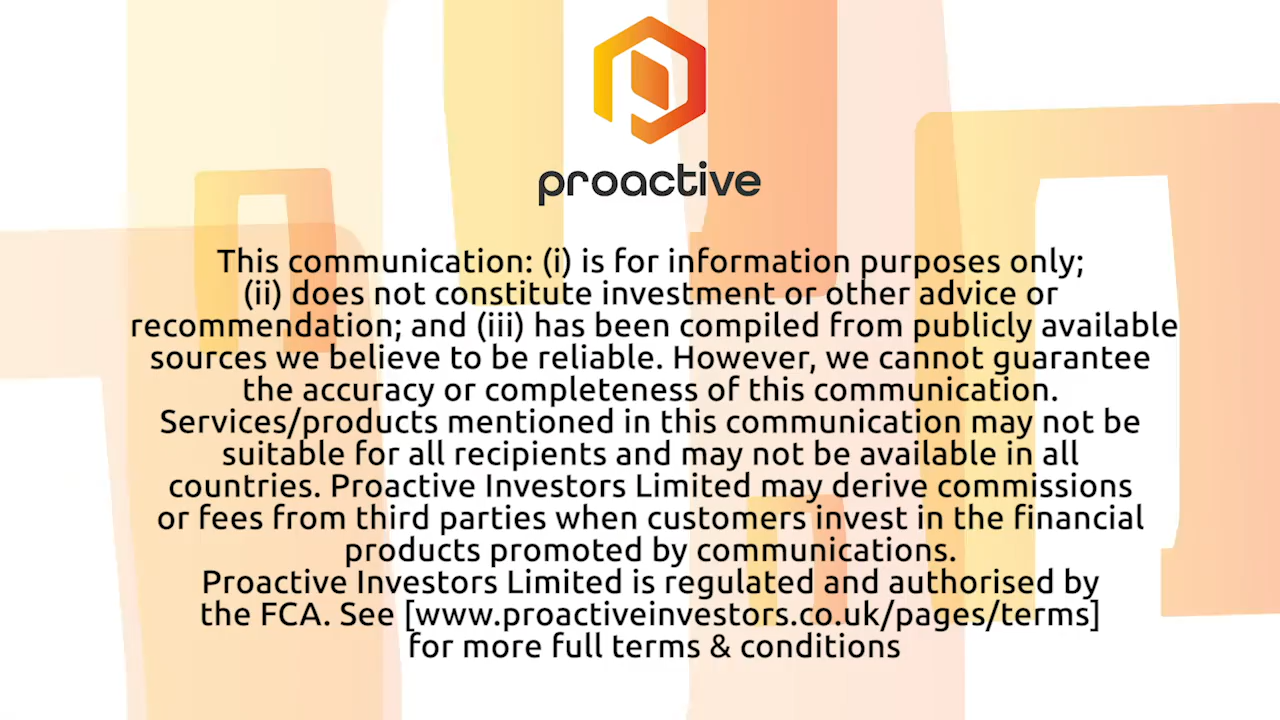 proactive
This communication: (i) is for information purposes only;
(ii) does not constitute investment or other advice or
recommendation; and (iii) has been compiled from publicly available
sources we believe to be reliable. However, we cannot guarantee
the accuracy or completeness of this communication.
Services/products mentioned in this communication may not be
suitable for all recipients and may not be available in all
countries. Proactive Investors Limited may derive commissions
or fees from third parties when customers invest in the financial
products promoted by communications.
Proactive Investors Limited is regulated and authorised by
the FCA. See [www.proactiveinvestors.co.uk/pages/terms]
for more full terms & conditions